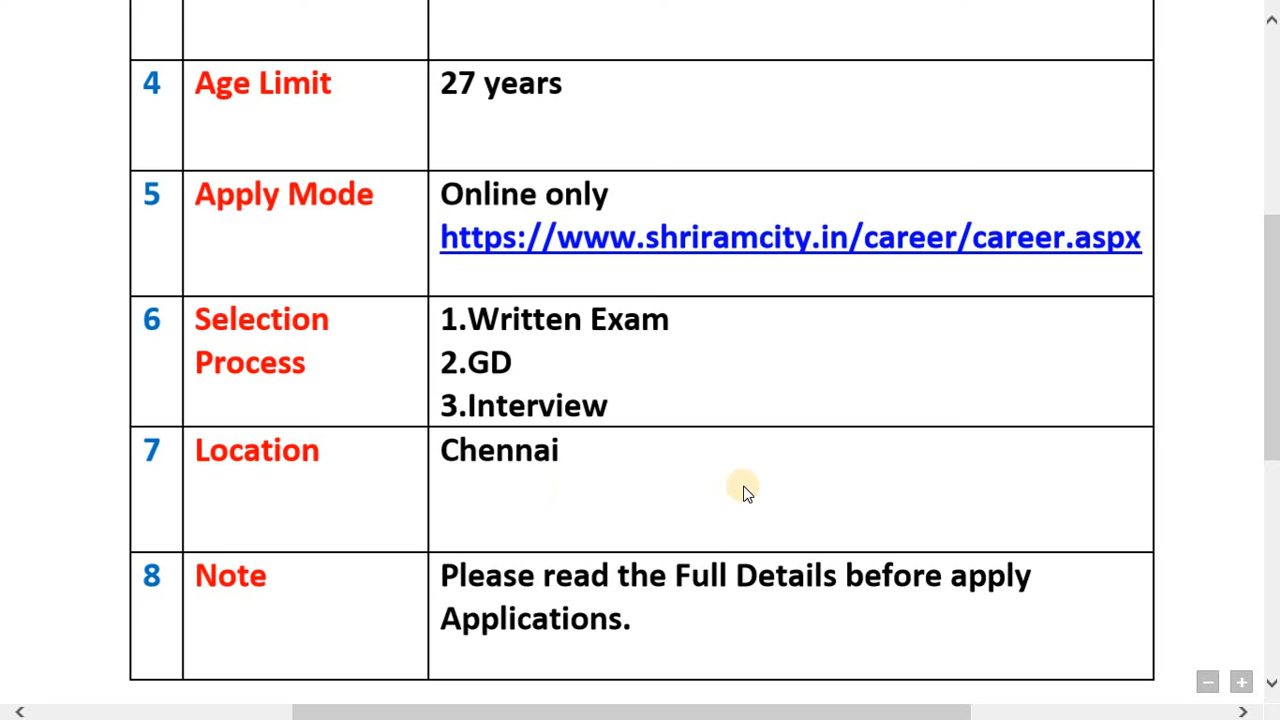 4 Age Limit 27 years
5 Apply Mode Online only
https://www.shriramcity.in/career/career.aspx
6 Selection 1.Written Exam
Process 2.GD
3.Interview
7 Location Chennai
8 Note Please read the Full Details before apply
Applications.